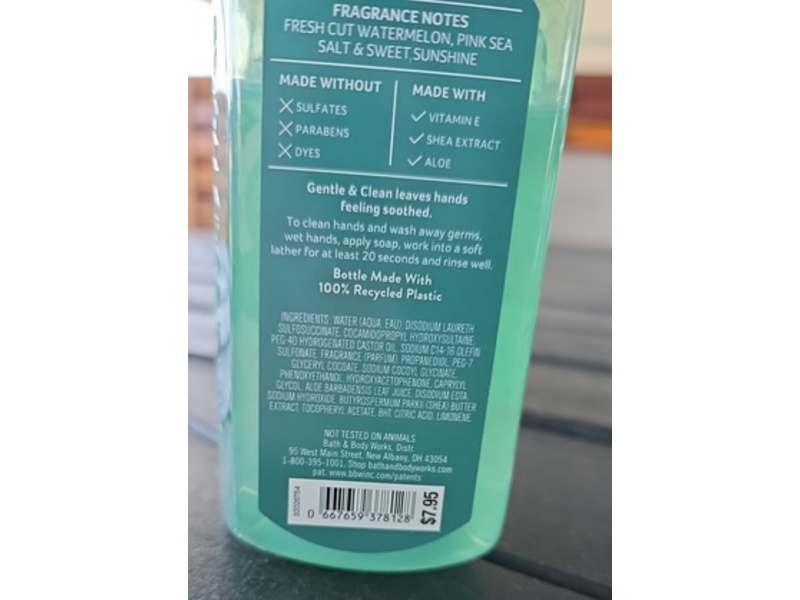 FRAGRANCE NOTES
FRESH CUT WATERMELON, PINK SEA
SALT & SWEET SUNSHINE
MADE WITHOUT
SULFATES
PARABENS
DYES
MADE WITH
VITAMIN E
SHEA EXTRACT
ALOE
Gentle & Clean leaves hands
feeling soothed.
To clean hands and wash away germs,
wet hands, apply soap, work into a soft
lather for at least 20 seconds and rinse well.
Bottle Made With
100% Recycled Plastic
INGREDIENTS: WATER (AQUA, EAU), DISODIUM LAURETH
SULFOSUCCINATE, COCAMIDOPROPYL HYDROXYSULTAINE,
PEG-40 HYDROGENATED CASTOR OIL, SODIUM C14-16 OLEFIN
SULFONATE, FRAGRANCE (PARFUM), PROPANEDIOL, PEG-7
GLYCERYL COCOATE, SODIUM COCOYL GLYCINATE,
PHENOXYETHANOL, HYDROXYACETOPHENONE, CAPRYLYL
GLYCOL, ALOE BARBADENSIS LEAF JUICE, DISODIUM EDTA,
SODIUM HYDROXIDE, BUTYROSPERMUM PARKII (SHEA) BUTTER
EXTRACT, TOCOPHERYL ACETATE, BHT, CITRIC ACID, LIMONENE.
NOT TESTED ON ANIMALS
Bath & Body Works, Distr.
95 West Main Street, New Albany, OH 43054
1-800-395-1001, Shop bathandbodyworks.com
pat. www.bbwinc.com/patents
0 667659 378128
$7.95